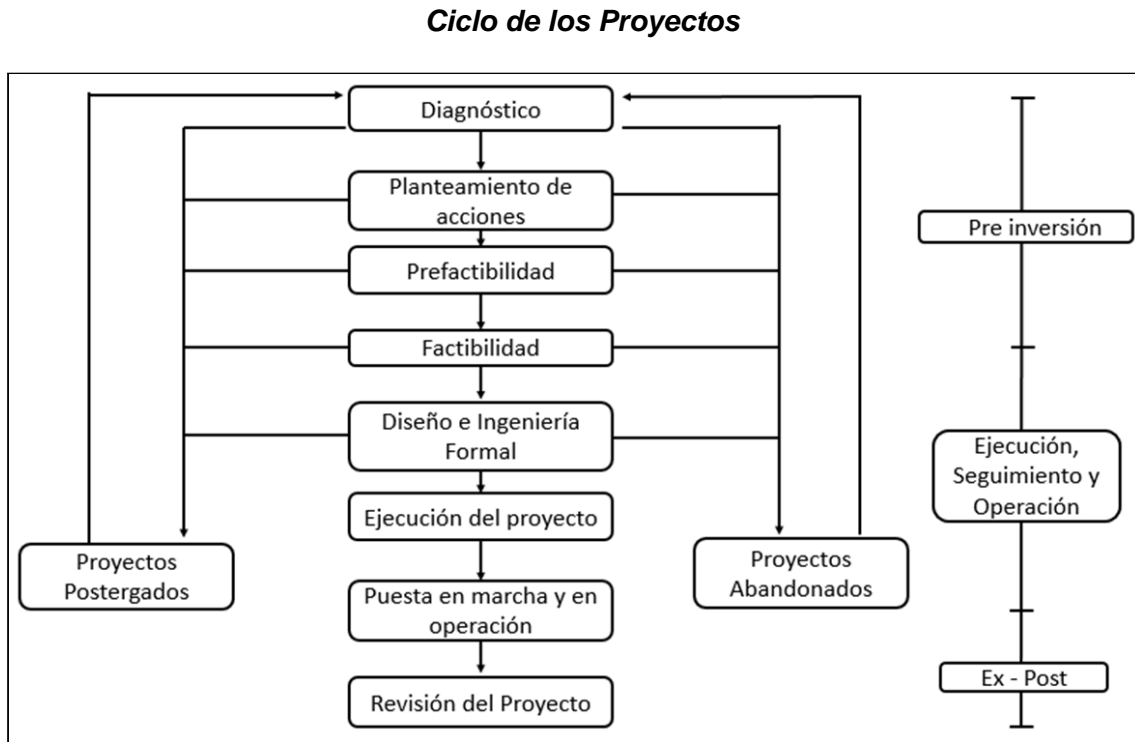 Ciclo de los Proyectos
Diagnóstico
Planteamiento de
acciones
Prefactibilidad
Factibilidad
Diseño e Ingeniería
Formal
Ejecución del proyecto
Puesta en marcha y en
operación
Revisión del Proyecto
Proyectos
Postergados
Proyectos
Abandonados
Pre inversión
Ejecución,
Seguimiento y
Operación
Ex - Post